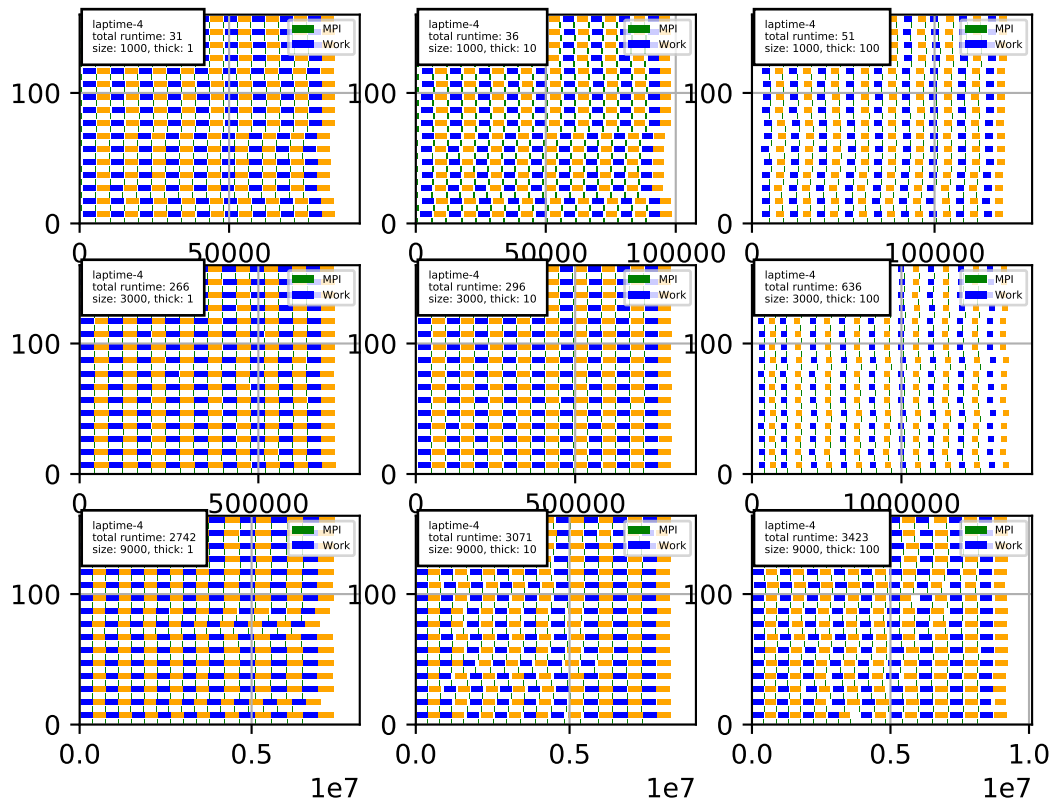 laptime-4
total runtime: 31
size: 1000, thick: 1
MPI
Work
100
0
0
50000
laptime-4
total runtime: 36
size: 1000, thick: 10
MPI
Work
100
0
0
50000
100000
laptime-4
total runtime: 51
size: 1000, thick: 100
MPI
Work
100
0
0
100000
laptime-4
total runtime: 266
size: 3000, thick: 1
MPI
Work
100
0
0
500000
laptime-4
total runtime: 296
size: 3000, thick: 10
MPI
Work
100
0
0
500000
laptime-4
total runtime: 636
size: 3000, thick: 100
MPI
Work
100
0
0
1000000
laptime-4
total runtime: 2742
size: 9000, thick: 1
MPI
Work
100
0
0.0
0.5
1e7
laptime-4
total runtime: 3071
size: 9000, thick: 10
MPI
Work
100
0
0.0
0.5
1e7
laptime-4
total runtime: 3423
size: 9000, thick: 100
MPI
Work
100
0
0.0
0.5
1.0
1e7